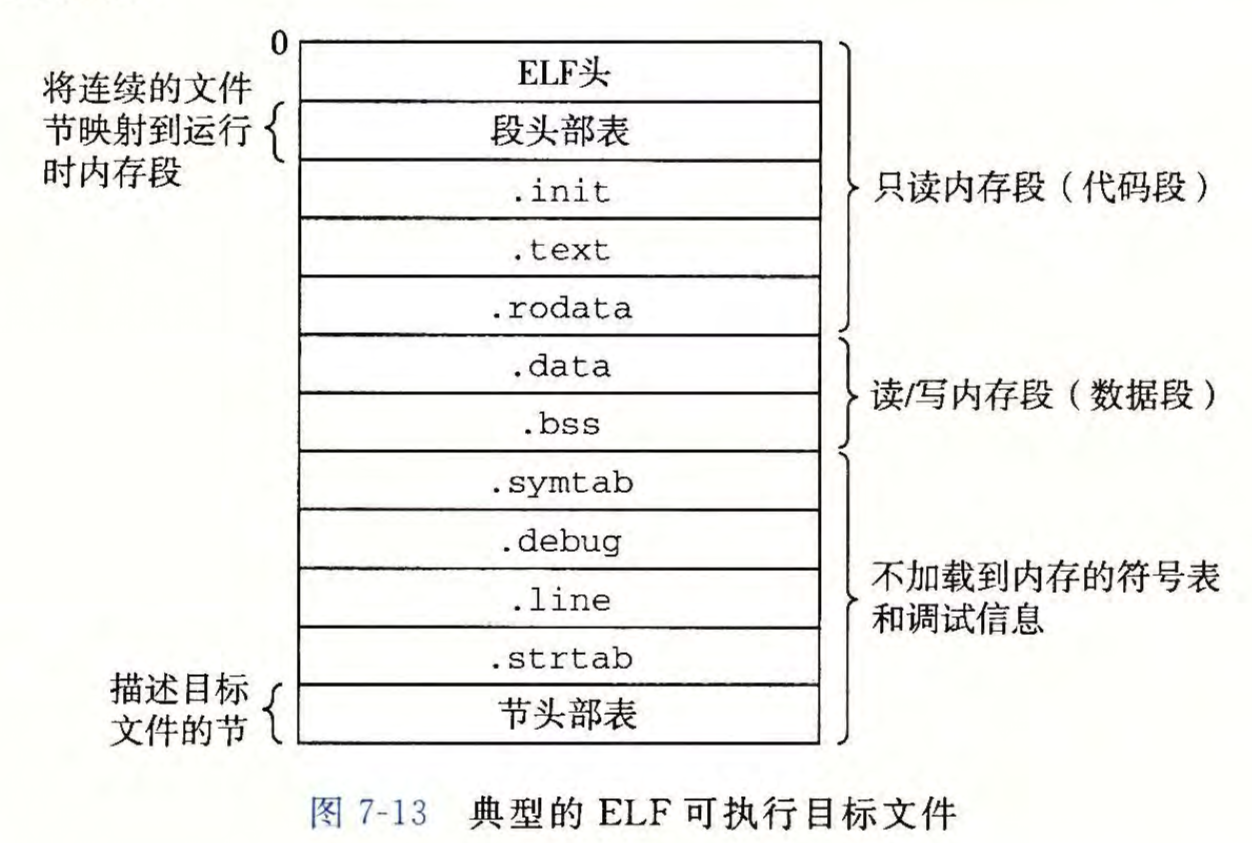 0
ELF头
将连续的文件
节映射到运行
时内存段
段头部表
.init
.text
.rodata
只读内存段（代码段）
.data
.bss
读/写内存段（数据段）
.symtab
.debug
.line
.strtab
不加载到内存的符号表
和调试信息
描述目标
文件的节
节头部表
图 7-13 典型的 ELF 可执行目标文件